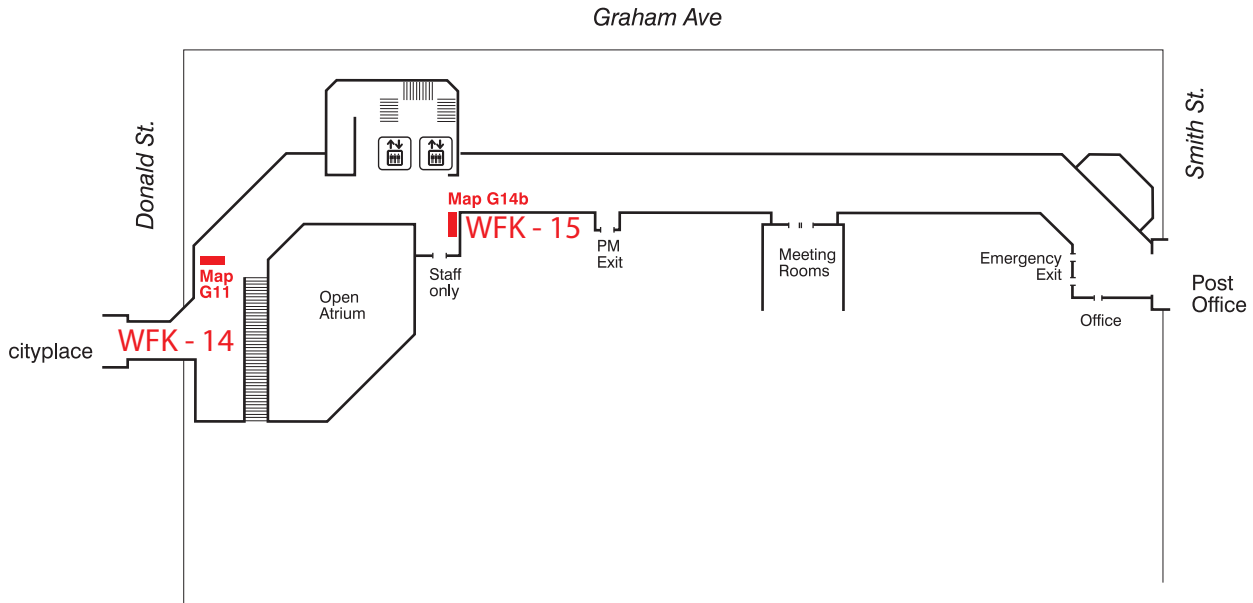 Graham Ave
Donald St.
Smith St.
Map G14b
WFK - 15
PM
Exit
Meeting
Rooms
Emergency
Exit
Staff
only
Map
G11
Open
Atrium
Post
Office
Office
WFK - 14
cityplace